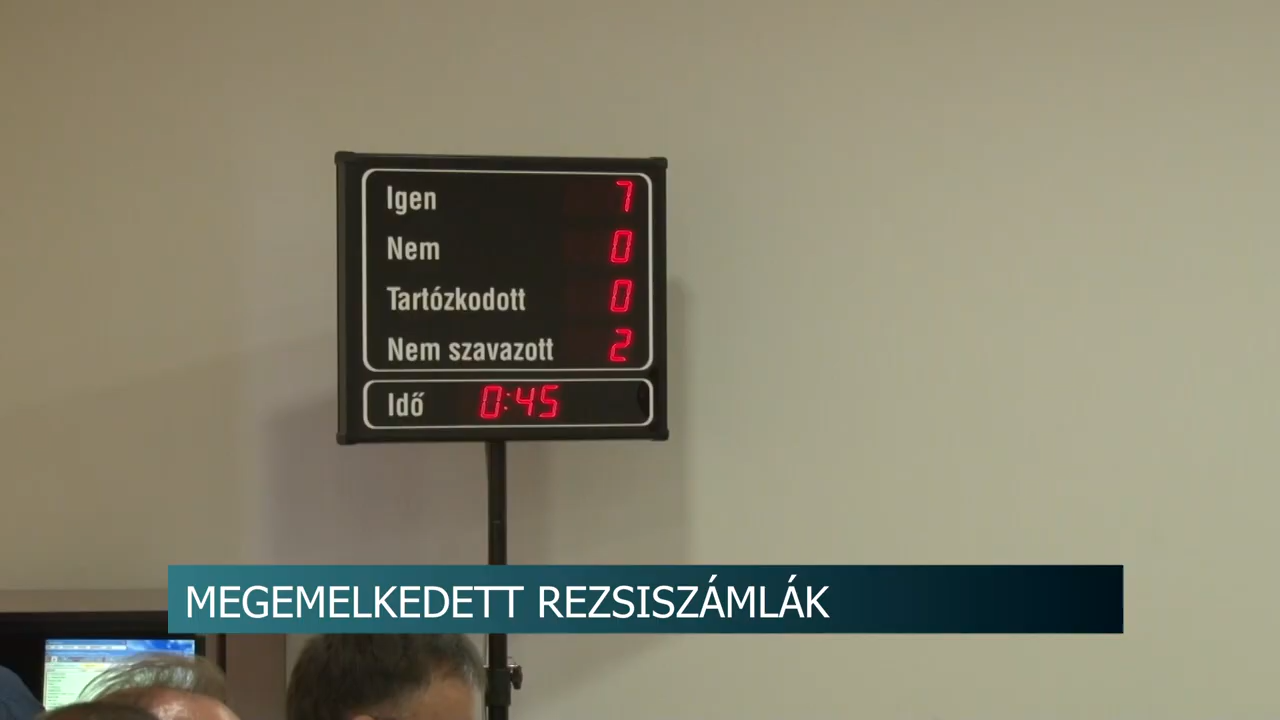 Igen 7
Nem 0
Tartózkodott 0
Nem szavazott 2
Idő 0:45
MEGEMELKEDETT REZSISZÁMLÁK